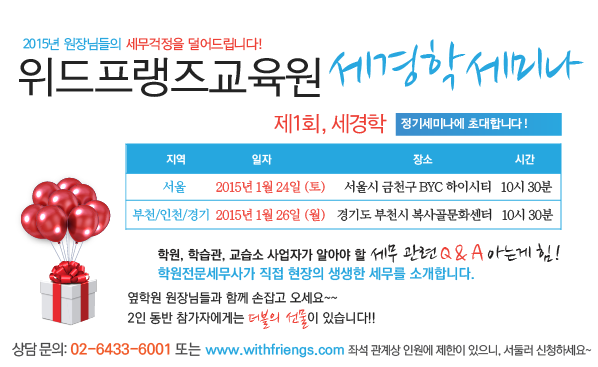 2015년 원장님들의 세무걱정을 덜어드립니다!
위드프랭즈교육원 세경학 세미나
제1회, 세경학 정기세미나에 초대합니다!
지역 일자 장소 시간
서울 2015년 1월 24일 (토) 서울시 금천구 BYC 하이시티 10시 30분
부천/인천/경기 2015년 1월 26일 (월) 경기도 부천시 복사골문화센터 10시 30분
학원, 학습관, 교습소 사업자가 알아야 할 세무 관련 Q & A 아는게 힘!
학원전문세무사가 직접 현장의 생생한 세무를 소개합니다.
옆학원 원장님들과 함께 손잡고 오세요~~
2인 동반 참가자에게는 더블의 선물이 있습니다!!
상담 문의: 02-6433-6001 또는 www.withfriengs.com 좌석 관계상 인원에 제한이 있으니, 서둘러 신청하세요~